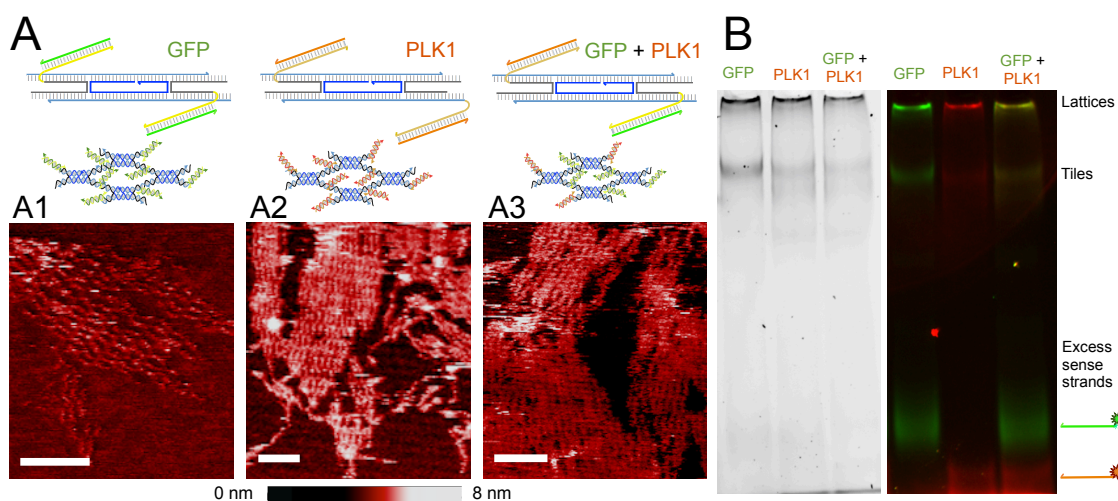 A
GFP
PLK1
GFP + PLK1
A1
A2
A3
0 nm
8 nm
B
GFP
PLK1
GFP +
PLK1
GFP
PLK1
GFP +
PLK1
Lattices
Tiles
Excess
sense
strands